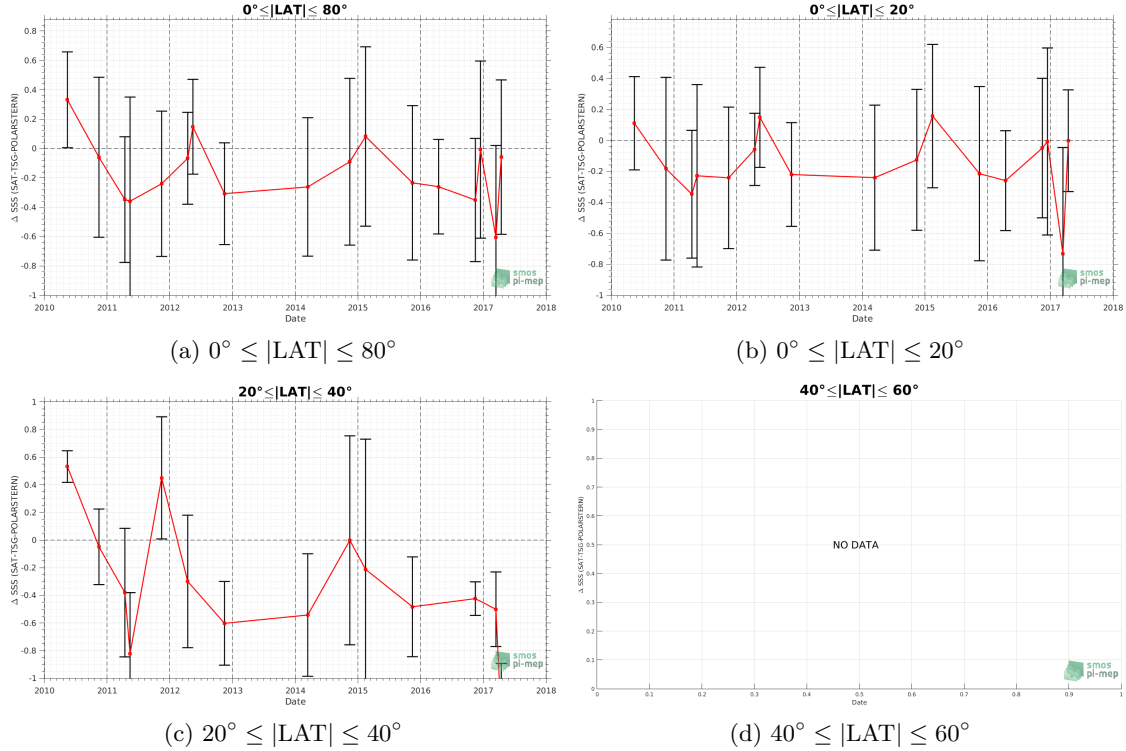 0°≤|LAT|≤ 80°
Δ SSS (SAT-TSG-POLARSTERN)
0.8
0.6
0.4
0.2
0
-0.2
-0.4
-0.6
-0.8
-1
2010 2011 2012 2013 2014 2015 2016 2017 2018
Date
smos
pi-mep
(a) 0° ≤ |LAT| ≤ 80°
0°≤|LAT|≤ 20°
Δ SSS (SAT-TSG-POLARSTERN)
0.6
0.4
0.2
0
-0.2
-0.4
-0.6
-0.8
-1
2010 2011 2012 2013 2014 2015 2016 2017 2018
Date
smos
pi-mep
(b) 0° ≤ |LAT| ≤ 20°
20°≤|LAT|≤ 40°
Δ SSS (SAT-TSG-POLARSTERN)
1
0.8
0.6
0.4
0.2
0
-0.2
-0.4
-0.6
-0.8
-1
2010 2011 2012 2013 2014 2015 2016 2017 2018
Date
smos
pi-mep
(c) 20° ≤ |LAT| ≤ 40°
40°≤|LAT|≤ 60°
Δ SSS (SAT-TSG-POLARSTERN)
1
0.9
0.8
0.7
0.6
0.5
0.4
0.3
0.2
0.1
0
NO DATA
0 0.1 0.2 0.3 0.4 0.5 0.6 0.7 0.8 0.9 1
Date
smos
pi-mep
(d) 40° ≤ |LAT| ≤ 60°